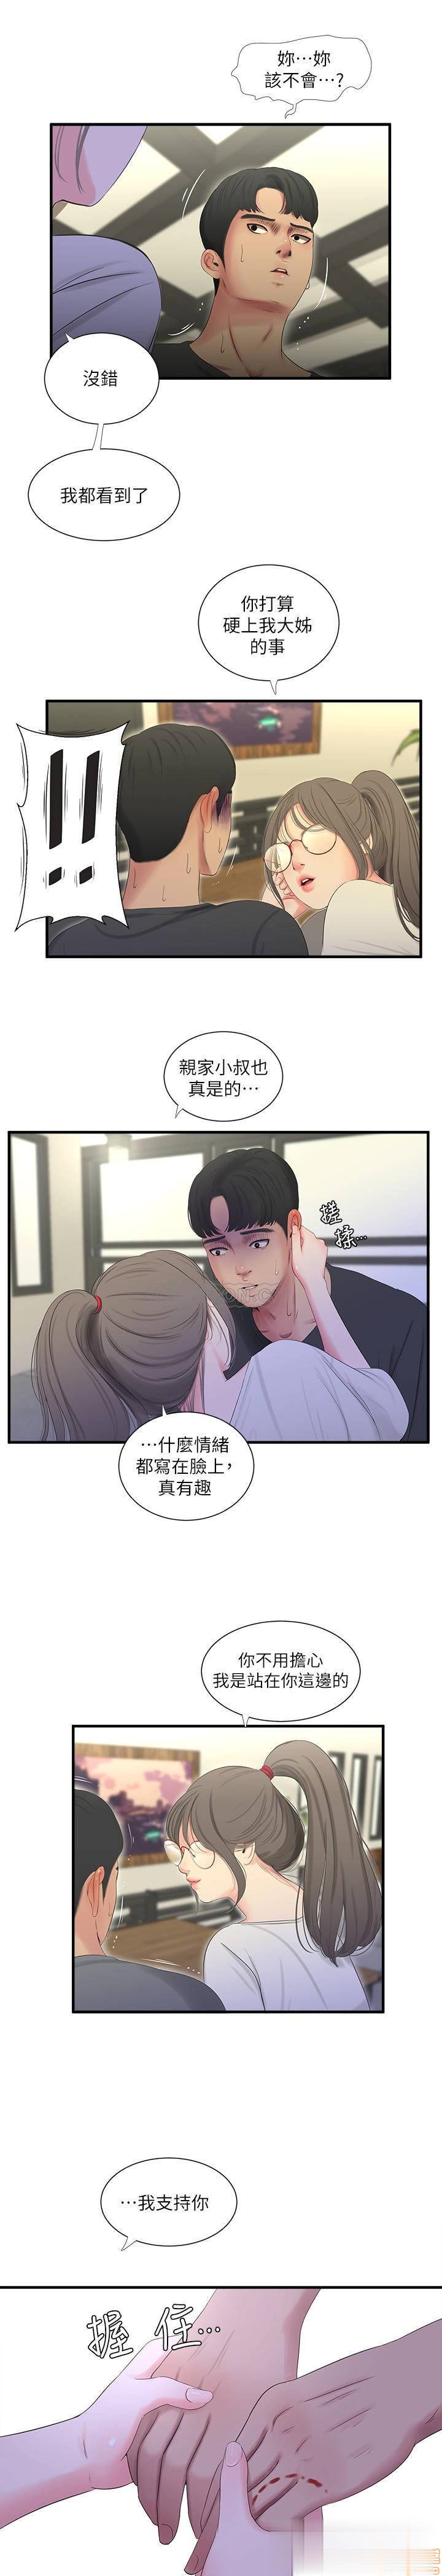 妳…妳
該不會…?
沒錯
我都看到了
你打算
硬上我大姊
的事
!!
親家小叔也
真是的…
搓
揉…
…什麼情緒
都寫在臉上，
真有趣
你不用擔心
我是站在你這邊的
…我支持你
握住…